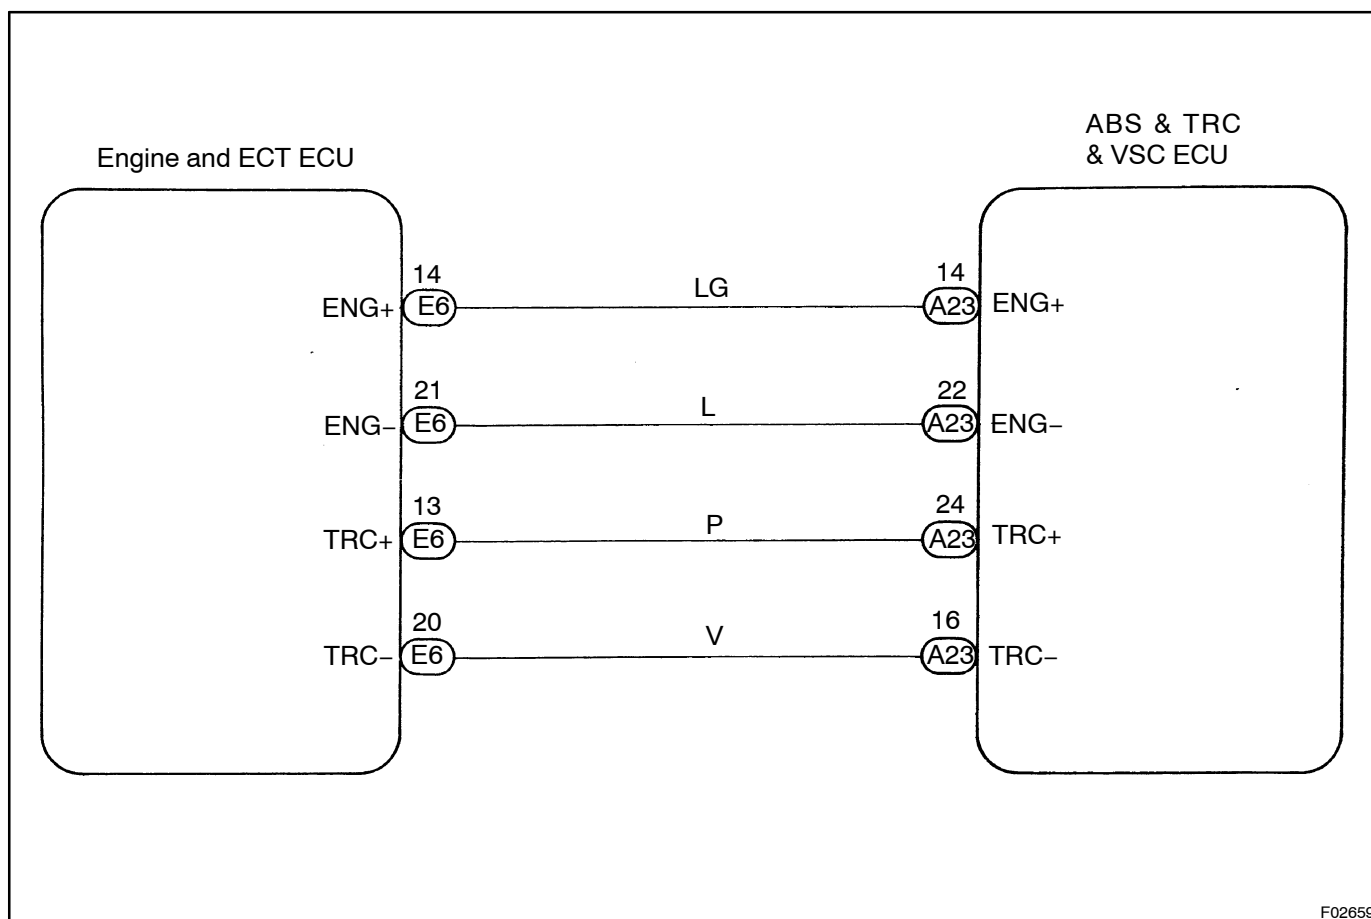 ABS & TRC
& VSC ECU
Engine and ECT ECU
14 14
ENG+ E6 LG A23 ENG+
21 22
ENG− E6 L A23 ENG−
13 24
TRC+ E6 P A23 TRC+
20 16
TRC− E6 V A23 TRC−
F02659